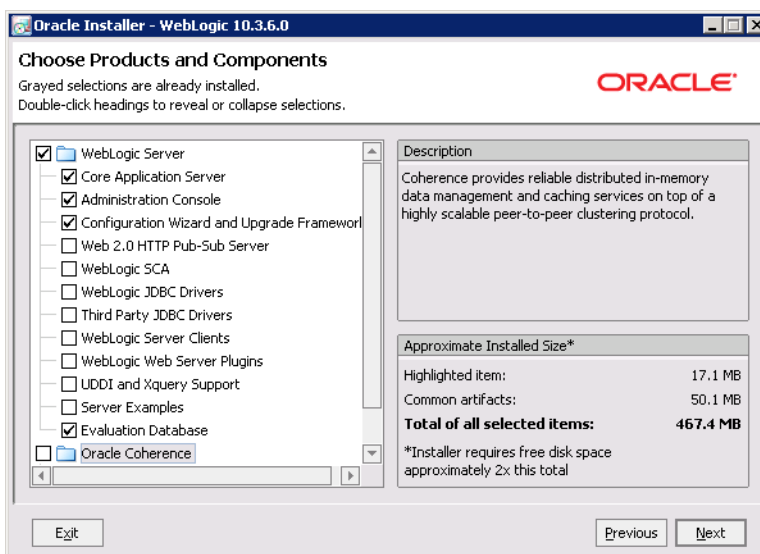 Oracle Installer - WebLogic 10.3.6.0
Choose Products and Components
Grayed selections are already installed.
Double-click headings to reveal or collapse selections.
ORACLE
WebLogic Server
Core Application Server
Administration Console
Configuration Wizard and Upgrade Framework
Web 2.0 HTTP Pub-Sub Server
WebLogic SCA
WebLogic JDBC Drivers
Third Party JDBC Drivers
WebLogic Server Clients
WebLogic Web Server Plugins
UDDI and Xquery Support
Server Examples
Evaluation Database
Oracle Coherence
Description
Coherence provides reliable distributed in-memory
data management and caching services on top of a
highly scalable peer-to-peer clustering protocol.
Approximate Installed Size*
Highlighted item: 17.1 MB
Common artifacts: 50.1 MB
Total of all selected items: 467.4 MB
*Installer requires free disk space
approximately 2x this total
Exit
Previous
Next